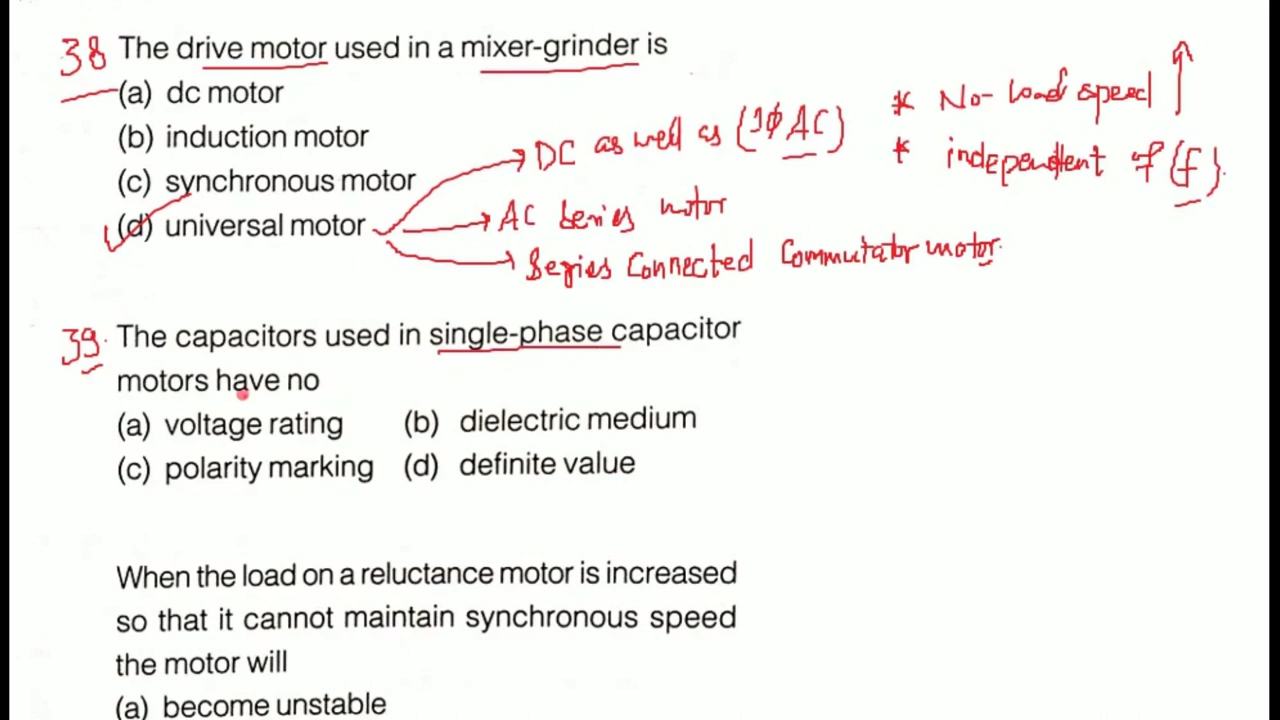 38 The drive motor used in a mixer-grinder is
(a) dc motor
(b) induction motor
(c) synchronous motor
(d) universal motor
DC as well as (1ϕ AC)
AC Series motor
Series Connected Commutator motor.
* No-load speed ↑
* independent of (f).
39. The capacitors used in single-phase capacitor
motors have no
(a) voltage rating (b) dielectric medium
(c) polarity marking (d) definite value
When the load on a reluctance motor is increased
so that it cannot maintain synchronous speed
the motor will
(a) become unstable